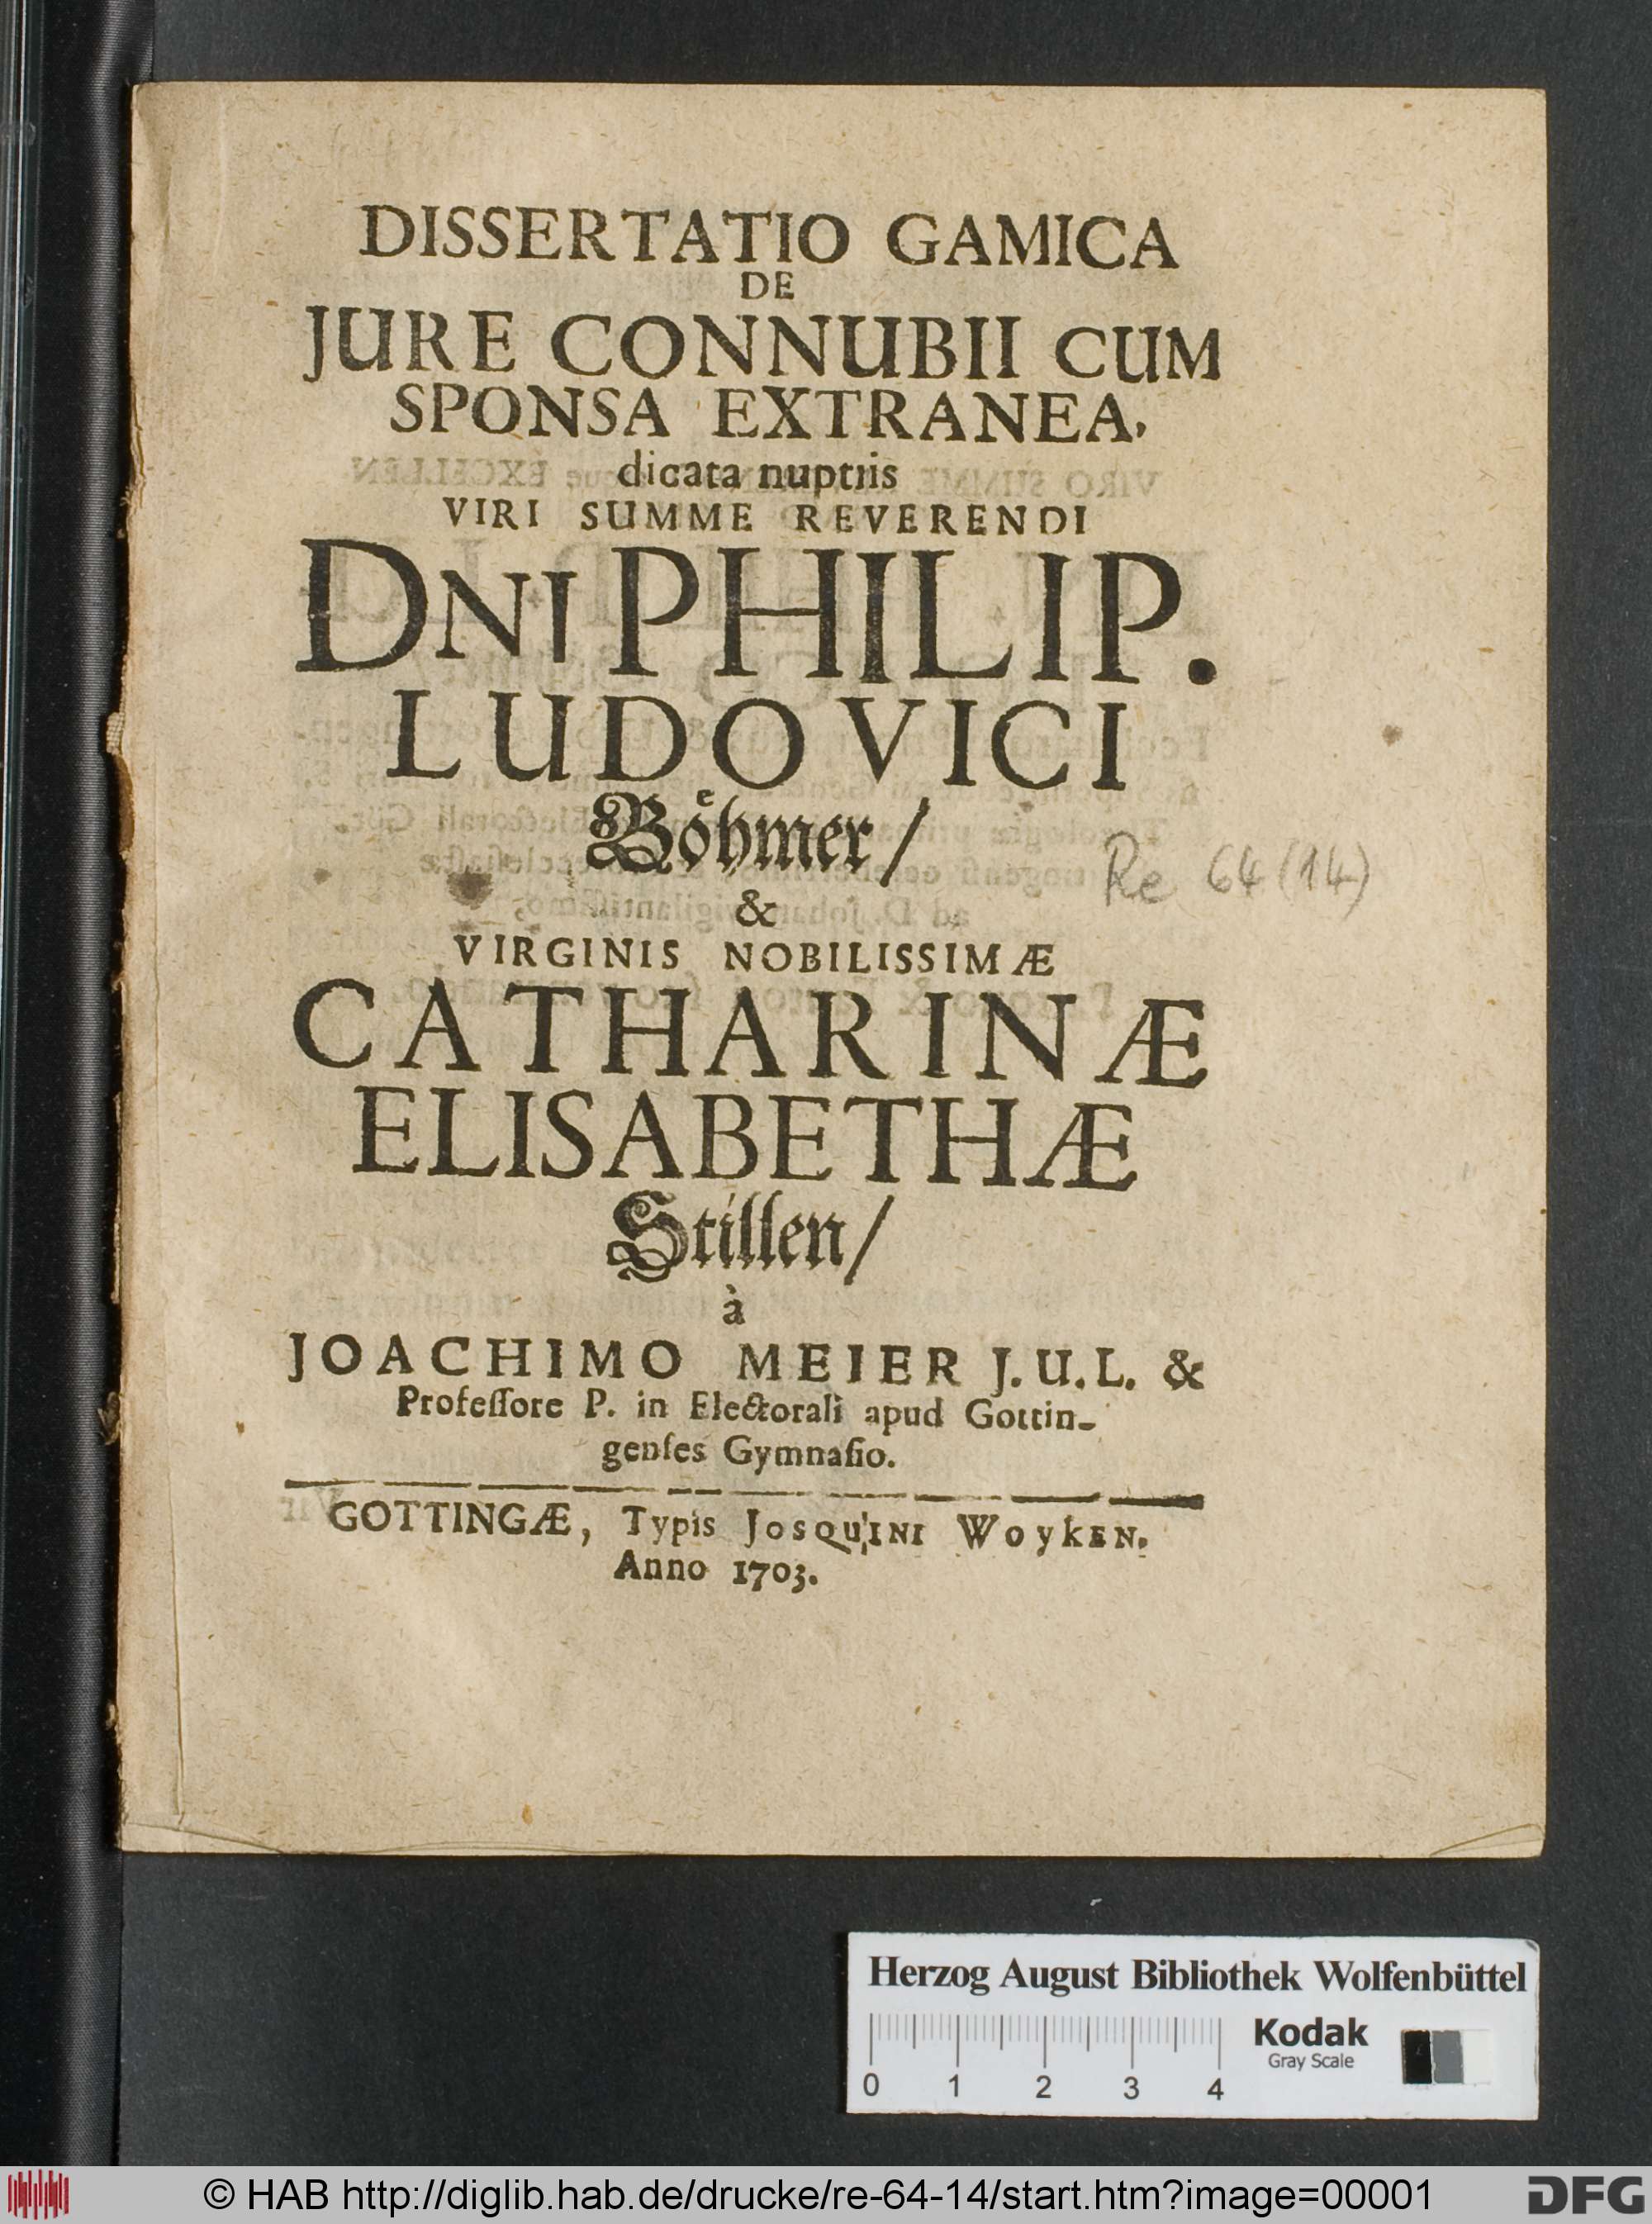 DISSERTATIO GAMICA
DE
JURE CONNUBII CUM
SPONSA EXTRANEA,
dicata nuptiis
VIRI SUMME REVERENDI
DNI PHILIP.
LUDOVICI
Boͤhmer/
&
VIRGINIS NOBILISSIMÆ
CATHARINÆ
ELISABETHÆ
Stillen/
à
JOACHIMO MEIER J.U.L. &
Profeſſore P. in Electorali apud Gottin-
genſes Gymnaſio.
GOTTINGÆ, Typis JOSQUINI WOYKEN.
Anno 1703.
Re 64 (14)
Herzog August Bibliothek Wolfenbüttel
Kodak
Gray Scale
0 1 2 3 4
© HAB http://diglib.hab.de/drucke/re-64-14/start.htm?image=00001
DFG